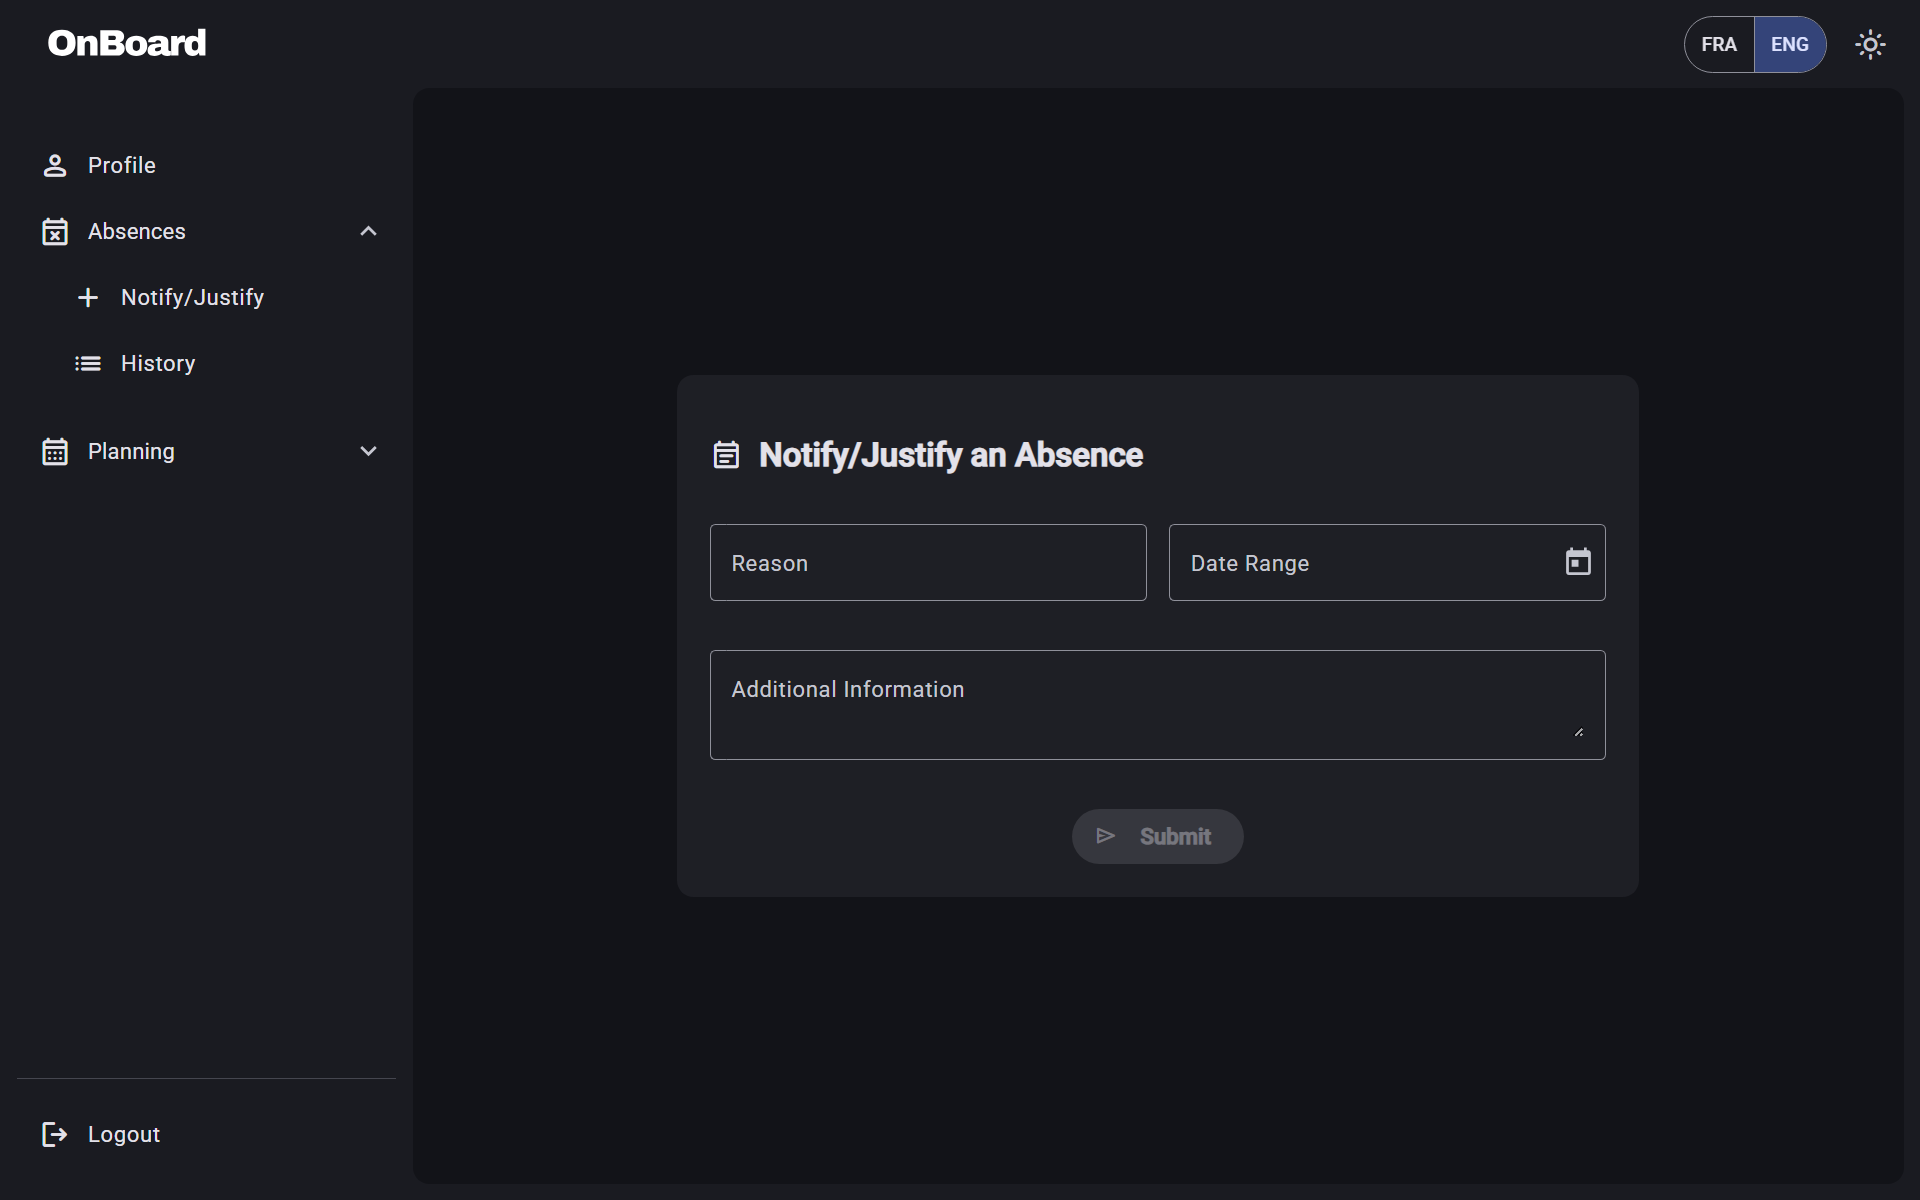 OnBoard
FRA
ENG
Profile
Absences
Notify/Justify
History
Planning
Notify/Justify an Absence
Reason
Date Range
Additional Information
Submit
Logout